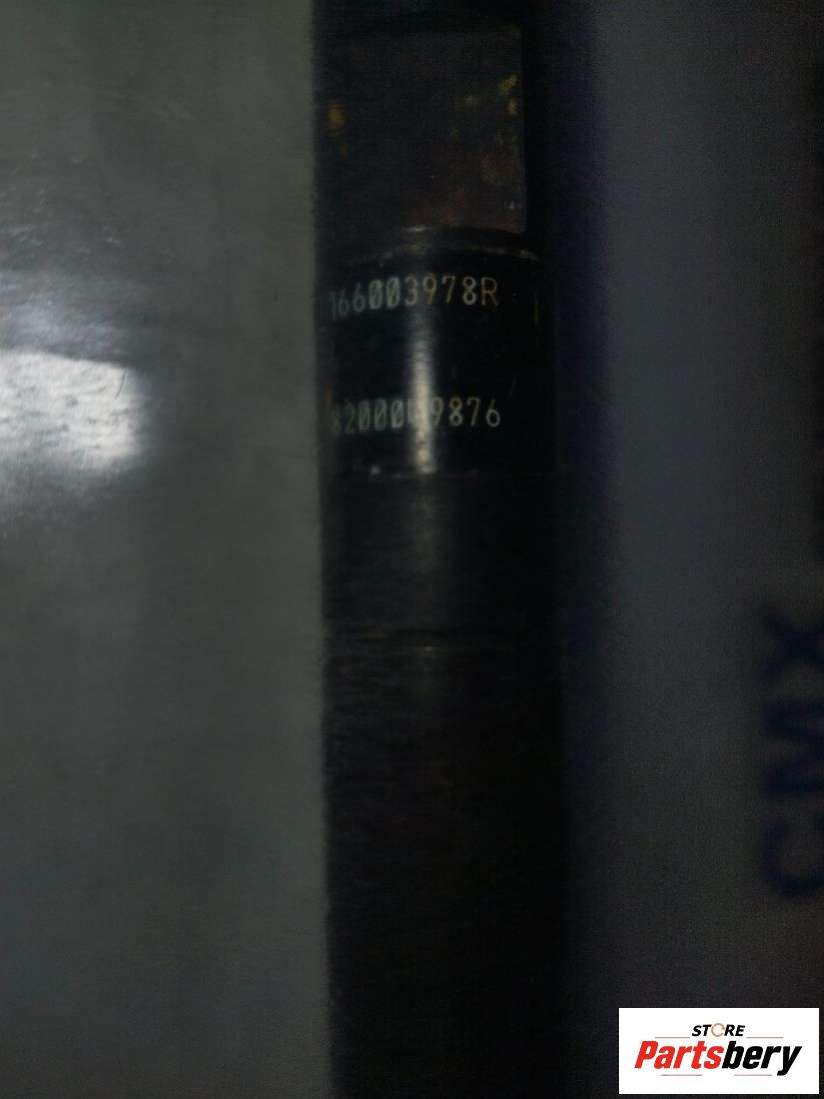 166003978R
CMX
STORE
Partsbery